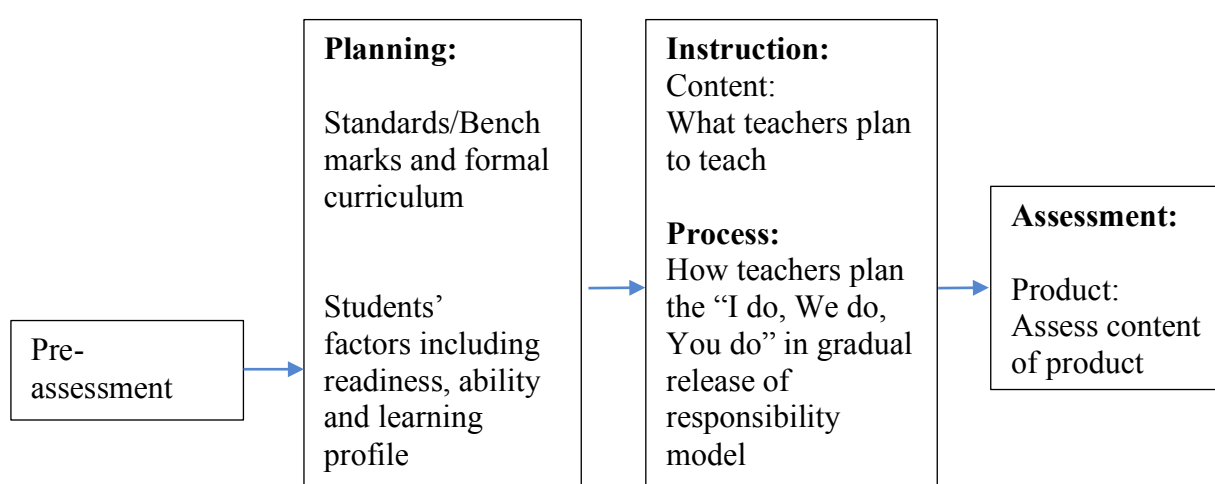 Pre-
assessment
Planning:
Standards/Bench
marks and formal
curriculum
Students’
factors including
readiness, ability
and learning
profile
Instruction:
Content:
What teachers plan
to teach
Process:
How teachers plan
the “I do, We do,
You do” in gradual
release of
responsibility
model
Assessment:
Product:
Assess content
of product